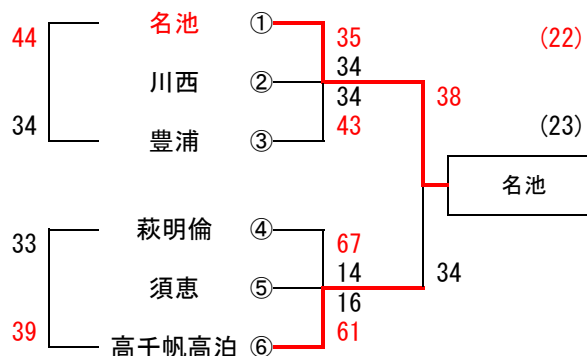 44 名池 ① 35 (22)
34
川西 ② 38
34
34 豊浦 ③ 43 (23)
名池
33 萩明倫 ④ 67
14 34
須恵 ⑤
16
39 高千帆高泊 ⑥ 61